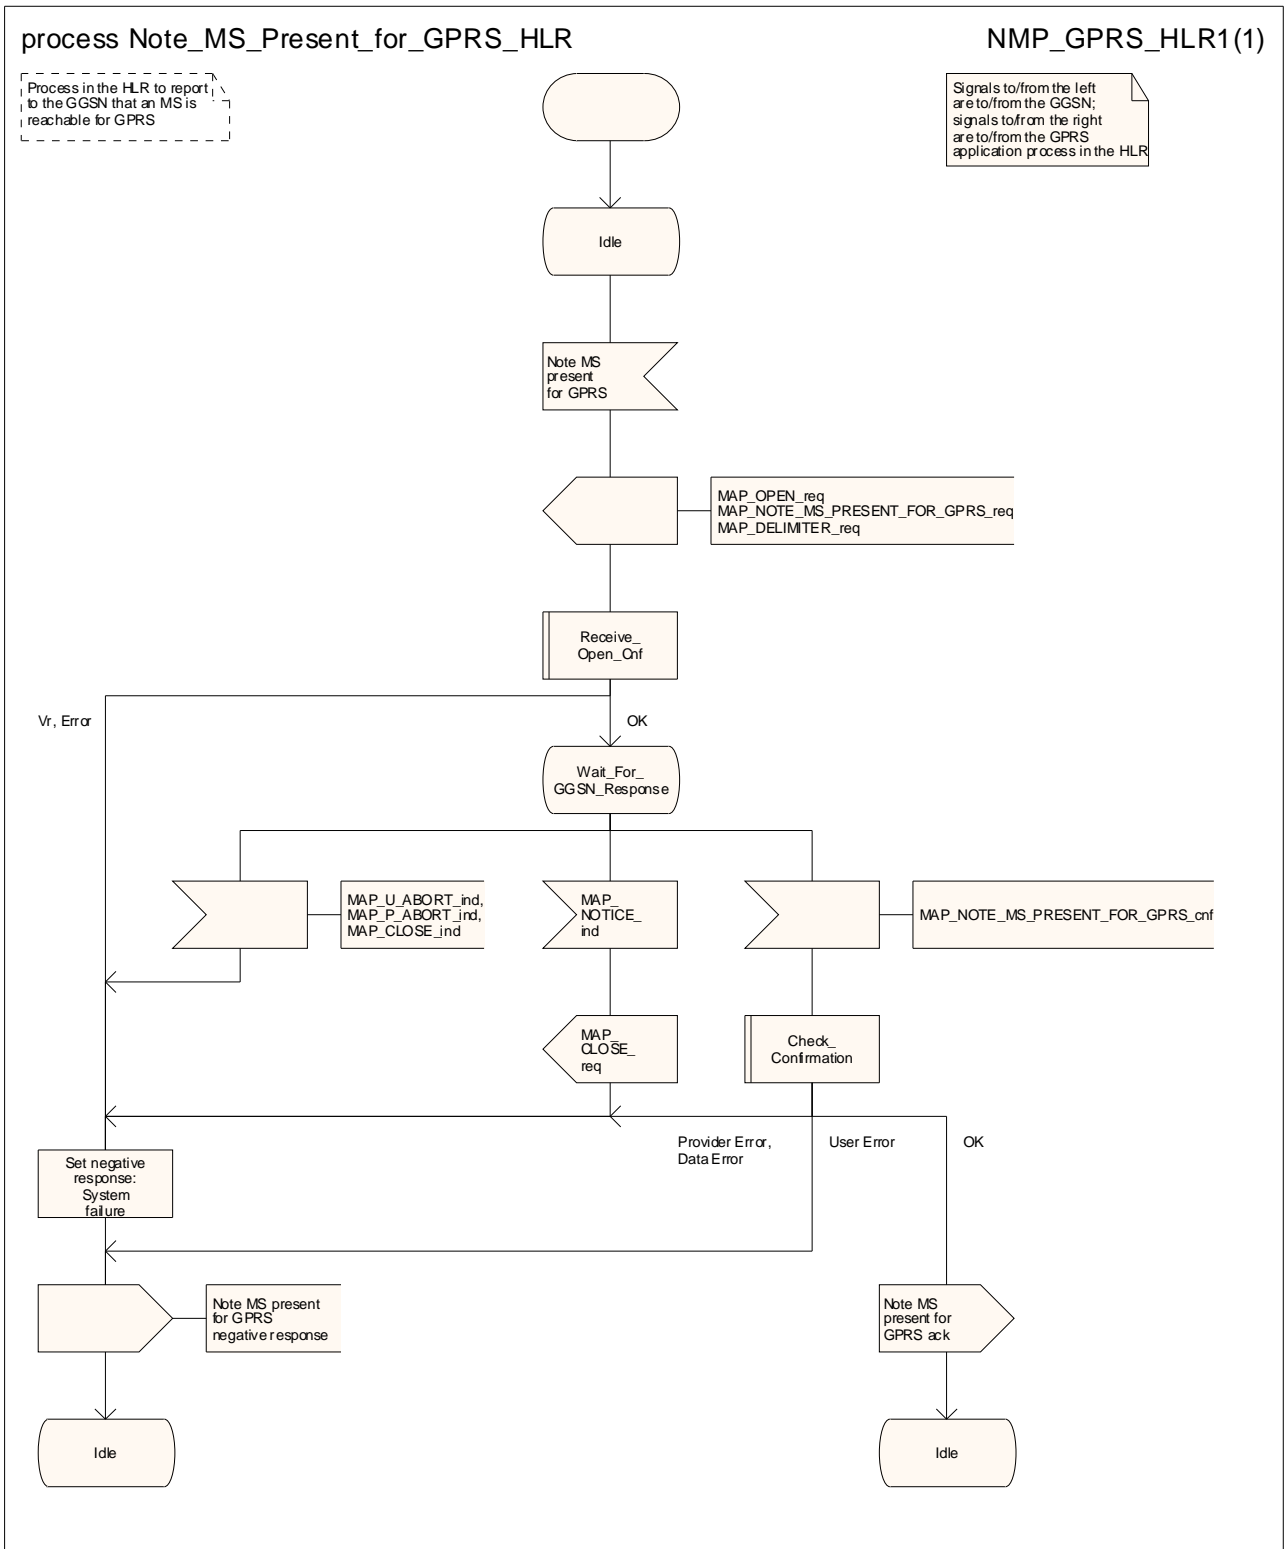 process Note_MS_Present_for_GPRS_HLR
NMP_GPRS_HLR1(1)
Process in the HLR to report
to the GGSN that an MS is
reachable for GPRS
Signals to/from the left
are to/from the GGSN;
signals to/from the right
are to/from the GPRS
application process in the HLR
Idle
Note MS
present
for GPRS
MAP_OPEN_req
MAP_NOTE_MS_PRESENT_FOR_GPRS_req
MAP_DELIMITER_req
Receive_
Open_Cnf
Vr, Error
OK
Wait_For_
GGSN_Response
MAP_U_ABORT_ind,
MAP_P_ABORT_ind,
MAP_CLOSE_ind
MAP_
NOTICE_
ind
MAP_NOTE_MS_PRESENT_FOR_GPRS_cnf
MAP_
CLOSE_
req
Check_
Confirmation
Provider Error,
Data Error
User Error
OK
Set negative
response:
System
failure
Note MS present
for GPRS
negative response
Note MS
present for
GPRS ack
Idle
Idle